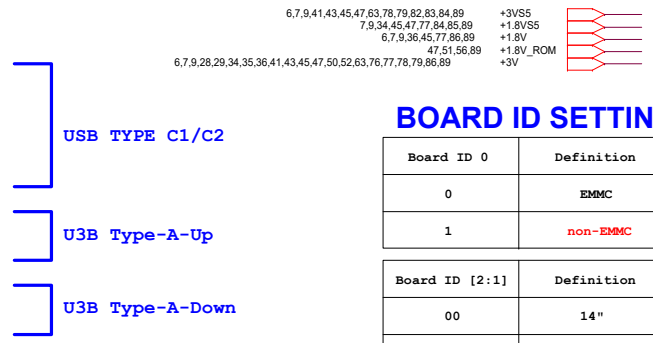 6,7,9,41,43,45,47,63,78,79,82,83,84,89 +3VS5
7,9,34,45,47,77,84,85,89 +1.8VS5
6,7,9,36,45,77,86,89 +1.8V
47,51,56,89 +1.8V_ROM
6,7,9,28,29,34,35,36,41,43,45,47,50,52,63,76,77,78,79,86,89 +3V
BOARD ID SETTIN
USB TYPE C1/C2
Board ID 0 Definition
0 EMMC
1 non-EMMC
U3B Type-A-Up
Board ID [2:1] Definition
00 14"
U3B Type-A-Down